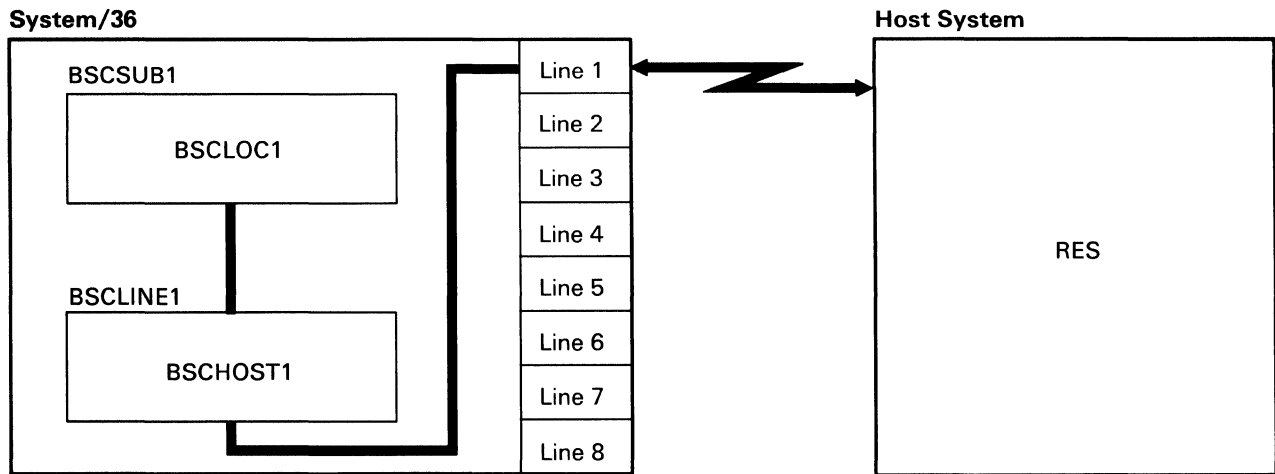 System/36
BSCSUB1
BSCLOC1
BSCLINE1
BSCHOST1
Line 1
Line 2
Line 3
Line 4
Line 5
Line 6
Line 7
Line 8
Host System
RES